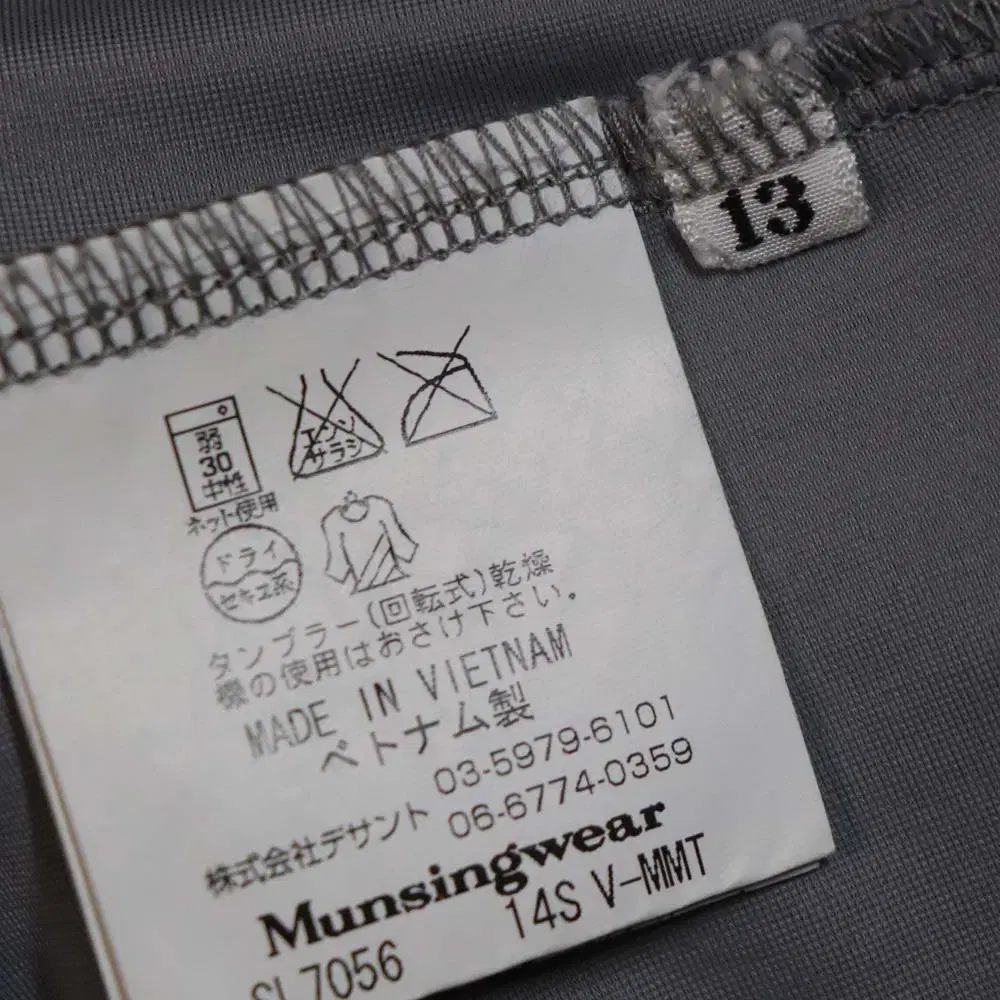 13
弱
30
中性
ネット使用
エンソ
サラシ
ドライ
セキユ系
タンブラー(回転式)乾燥
機の使用はおさけ下さい。
MADE IN VIETNAM
ベトナム製
03-5979-6101
株式会社デサント 06-6774-0359
Munsingwear
SL7056 14S V-MMT